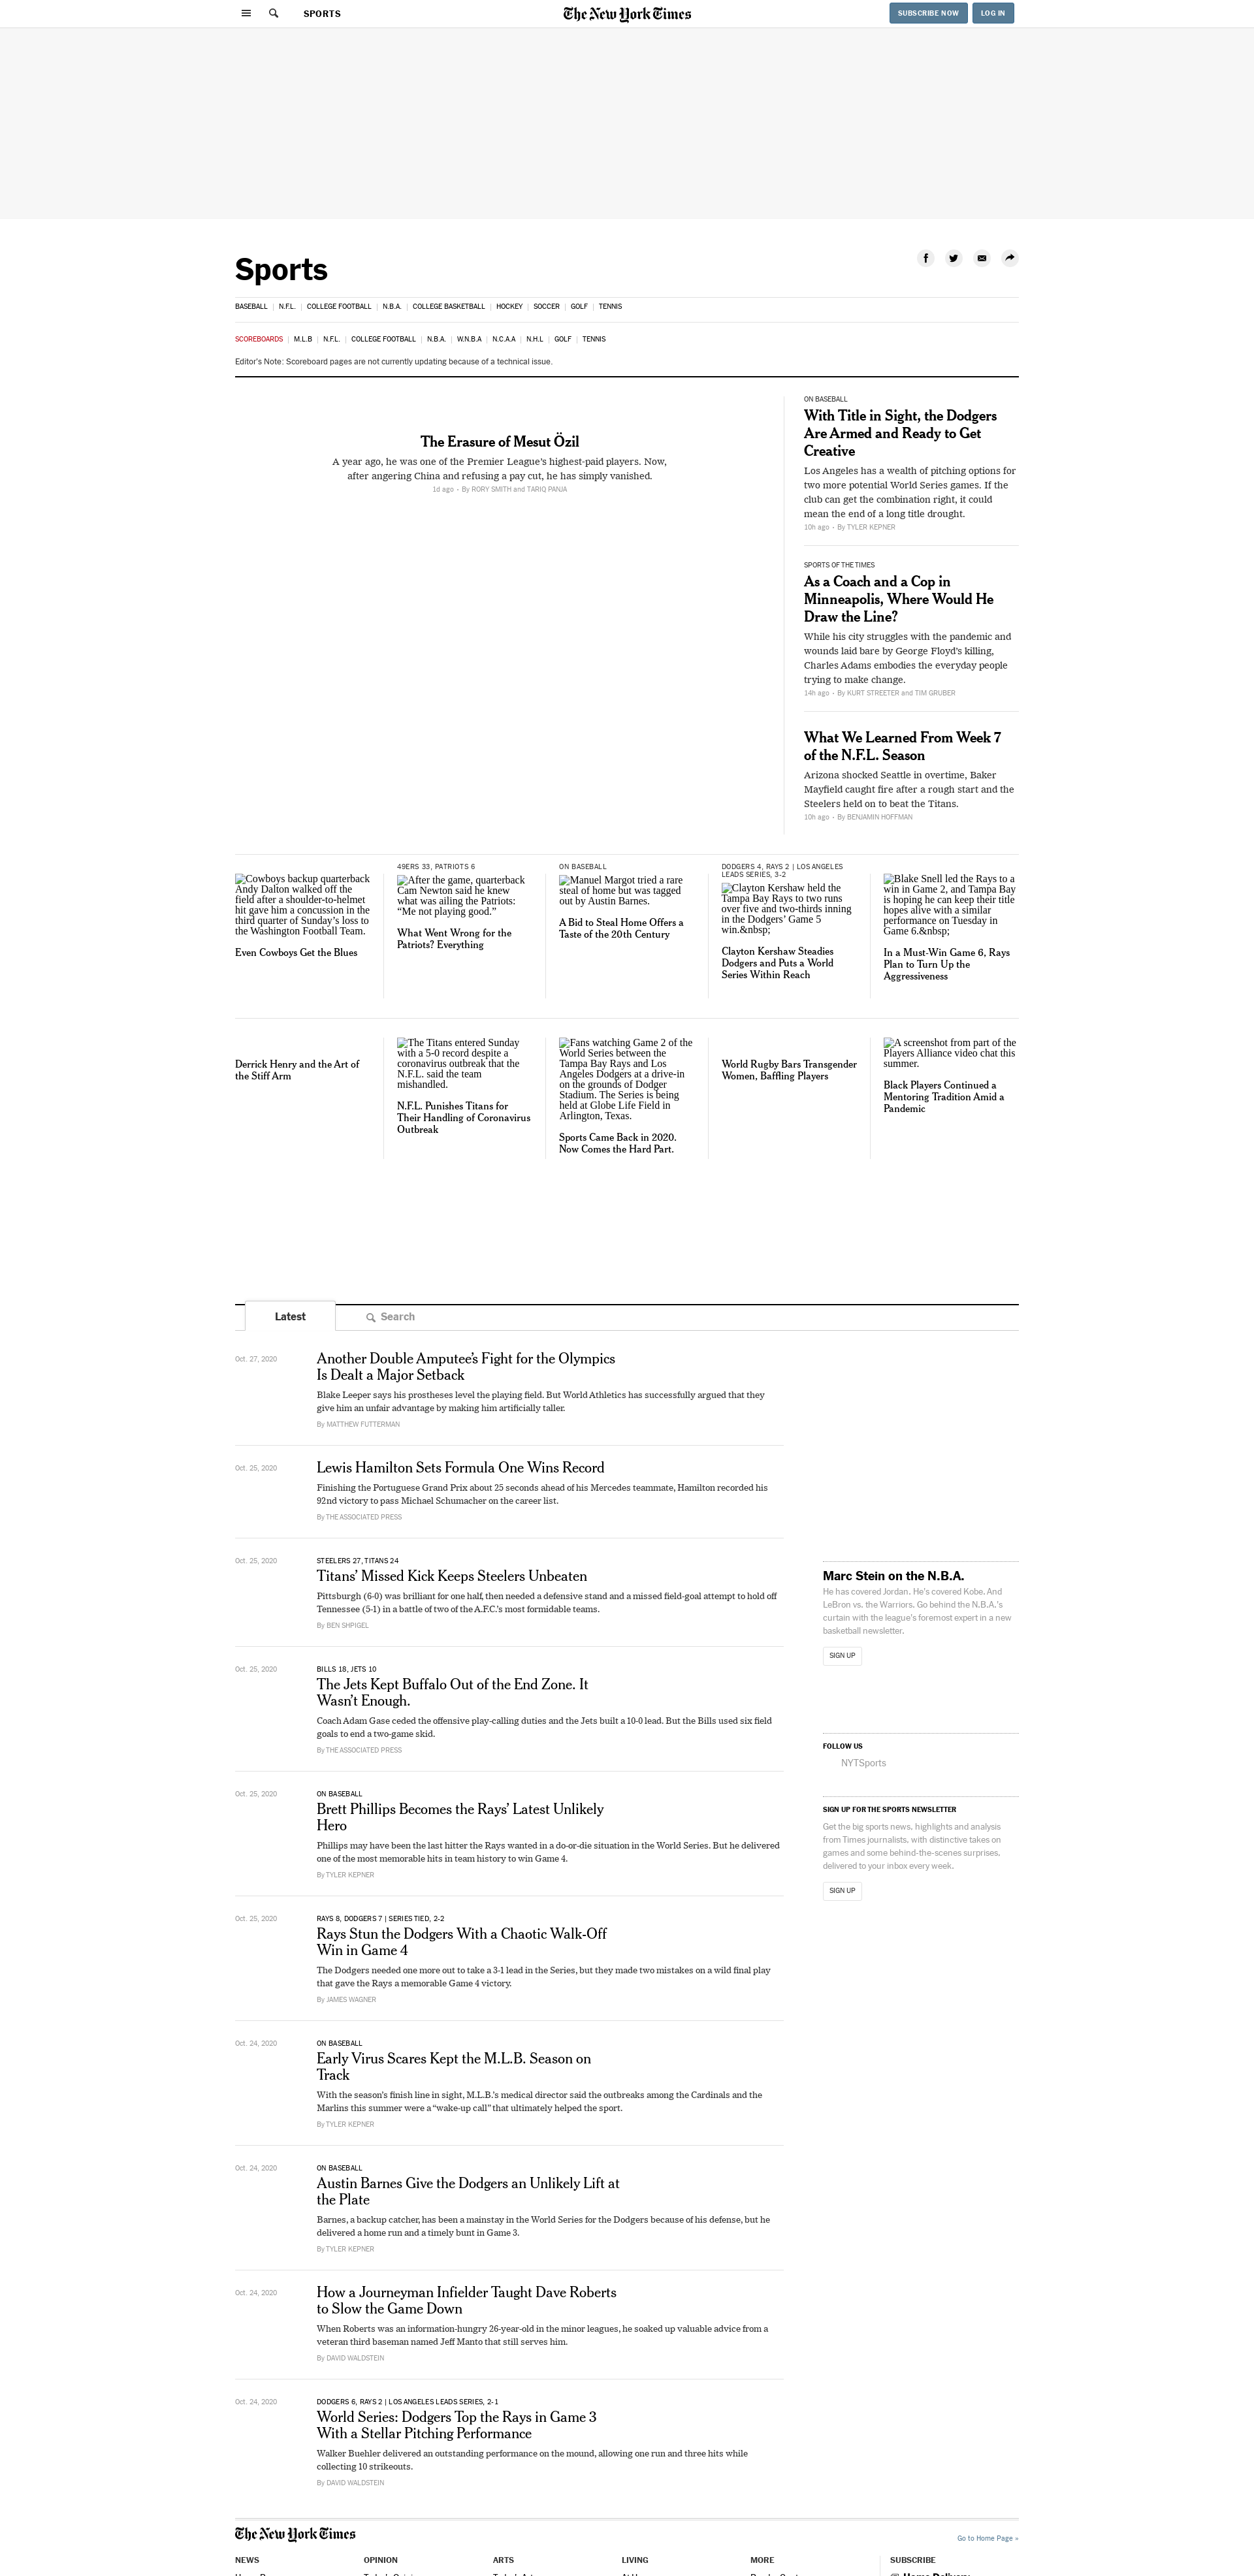 SPORTS
The New York Times
SUBSCRIBE NOW
LOG IN
Sports
BASEBALL | N.F.L. | COLLEGE FOOTBALL | N.B.A. | COLLEGE BASKETBALL | HOCKEY | SOCCER | GOLF | TENNIS
SCOREBOARDS | M.L.B | N.F.L. | COLLEGE FOOTBALL | N.B.A. | W.N.B.A | N.C.A.A | N.H.L | GOLF | TENNIS
Editor's Note: Scoreboard pages are not currently updating because of a technical issue.
The Erasure of Mesut Özil
A year ago, he was one of the Premier League's highest-paid players. Now,
after angering China and refusing a pay cut, he has simply vanished.
1d ago • By RORY SMITH and TARIQ PANJA
ON BASEBALL
With Title in Sight, the Dodgers
Are Armed and Ready to Get
Creative
Los Angeles has a wealth of pitching options for
two more potential World Series games. If the
club can get the combination right, it could
mean the end of a long title drought.
10h ago • By TYLER KEPNER
SPORTS OF THE TIMES
As a Coach and a Cop in
Minneapolis, Where Would He
Draw the Line?
While his city struggles with the pandemic and
wounds laid bare by George Floyd's killing,
Charles Adams embodies the everyday people
trying to make change.
14h ago • By KURT STREETER and TIM GRUBER
What We Learned From Week 7
of the N.F.L. Season
Arizona shocked Seattle in overtime, Baker
Mayfield caught fire after a rough start and the
Steelers held on to beat the Titans.
10h ago • By BENJAMIN HOFFMAN
Cowboys backup quarterback
Andy Dalton walked off the
field after a shoulder-to-helmet
hit gave him a concussion in the
third quarter of Sunday’s loss to
the Washington Football Team.
Even Cowboys Get the Blues
49ERS 33, PATRIOTS 6
After the game, quarterback
Cam Newton said he knew
what was ailing the Patriots:
“Me not playing good.”
What Went Wrong for the
Patriots? Everything
ON BASEBALL
Manuel Margot tried a rare
steal of home but was tagged
out by Austin Barnes.
A Bid to Steal Home Offers a
Taste of the 20th Century
DODGERS 4, RAYS 2 | LOS ANGELES
LEADS SERIES, 3-2
Clayton Kershaw held the
Tampa Bay Rays to two runs
over five and two-thirds inning
in the Dodgers’ Game 5
win.&nbsp;
Clayton Kershaw Steadies
Dodgers and Puts a World
Series Within Reach
Blake Snell led the Rays to a
win in Game 2, and Tampa Bay
is hoping he can keep their title
hopes alive with a similar
performance on Tuesday in
Game 6.&nbsp;
In a Must-Win Game 6, Rays
Plan to Turn Up the
Aggressiveness
Derrick Henry and the Art of
the Stiff Arm
The Titans entered Sunday
with a 5-0 record despite a
coronavirus outbreak that the
N.F.L. said the team
mishandled.
N.F.L. Punishes Titans for
Their Handling of Coronavirus
Outbreak
Fans watching Game 2 of the
World Series between the
Tampa Bay Rays and Los
Angeles Dodgers at a drive-in
on the grounds of Dodger
Stadium. The Series is being
held at Globe Life Field in
Arlington, Texas.
Sports Came Back in 2020.
Now Comes the Hard Part.
World Rugby Bars Transgender
Women, Baffling Players
A screenshot from part of the
Players Alliance video chat this
summer.
Black Players Continued a
Mentoring Tradition Amid a
Pandemic
Latest
Search
Oct. 27, 2020
Another Double Amputee’s Fight for the Olympics
Is Dealt a Major Setback
Blake Leeper says his prostheses level the playing field. But World Athletics has successfully argued that they
give him an unfair advantage by making him artificially taller.
By MATTHEW FUTTERMAN
Oct. 25, 2020
Lewis Hamilton Sets Formula One Wins Record
Finishing the Portuguese Grand Prix about 25 seconds ahead of his Mercedes teammate, Hamilton recorded his
92nd victory to pass Michael Schumacher on the career list.
By THE ASSOCIATED PRESS
Oct. 25, 2020
STEELERS 27, TITANS 24
Titans’ Missed Kick Keeps Steelers Unbeaten
Pittsburgh (6-0) was brilliant for one half, then needed a defensive stand and a missed field-goal attempt to hold off
Tennessee (5-1) in a battle of two of the A.F.C.’s most formidable teams.
By BEN SHPIGEL
Oct. 25, 2020
BILLS 18, JETS 10
The Jets Kept Buffalo Out of the End Zone. It
Wasn’t Enough.
Coach Adam Gase ceded the offensive play-calling duties and the Jets built a 10-0 lead. But the Bills used six field
goals to end a two-game skid.
By THE ASSOCIATED PRESS
Oct. 25, 2020
ON BASEBALL
Brett Phillips Becomes the Rays’ Latest Unlikely
Hero
Phillips may have been the last hitter the Rays wanted in a do-or-die situation in the World Series. But he delivered
one of the most memorable hits in team history to win Game 4.
By TYLER KEPNER
Oct. 25, 2020
RAYS 8, DODGERS 7 | SERIES TIED, 2-2
Rays Stun the Dodgers With a Chaotic Walk-Off
Win in Game 4
The Dodgers needed one more out to take a 3-1 lead in the Series, but they made two mistakes on a wild final play
that gave the Rays a memorable Game 4 victory.
By JAMES WAGNER
Oct. 24, 2020
ON BASEBALL
Early Virus Scares Kept the M.L.B. Season on
Track
With the season’s finish line in sight, M.L.B.’s medical director said the outbreaks among the Cardinals and the
Marlins this summer were a “wake-up call” that ultimately helped the sport.
By TYLER KEPNER
Oct. 24, 2020
ON BASEBALL
Austin Barnes Give the Dodgers an Unlikely Lift at
the Plate
Barnes, a backup catcher, has been a mainstay in the World Series for the Dodgers because of his defense, but he
delivered a home run and a timely bunt in Game 3.
By TYLER KEPNER
Oct. 24, 2020
How a Journeyman Infielder Taught Dave Roberts
to Slow the Game Down
When Roberts was an information-hungry 26-year-old in the minor leagues, he soaked up valuable advice from a
veteran third baseman named Jeff Manto that still serves him.
By DAVID WALDSTEIN
Oct. 24, 2020
DODGERS 6, RAYS 2 | LOS ANGELES LEADS SERIES, 2-1
World Series: Dodgers Top the Rays in Game 3
With a Stellar Pitching Performance
Walker Buehler delivered an outstanding performance on the mound, allowing one run and three hits while
collecting 10 strikeouts.
By DAVID WALDSTEIN
Marc Stein on the N.B.A.
He has covered Jordan. He's covered Kobe. And
LeBron vs. the Warriors. Go behind the N.B.A.'s
curtain with the league's foremost expert in a new
basketball newsletter.
SIGN UP
FOLLOW US
NYTSports
SIGN UP FOR THE SPORTS NEWSLETTER
Get the big sports news, highlights and analysis
from Times journalists, with distinctive takes on
games and some behind-the-scenes surprises,
delivered to your inbox every week.
SIGN UP
The New York Times
Go to Home Page »
NEWS
OPINION
ARTS
LIVING
MORE
SUBSCRIBE